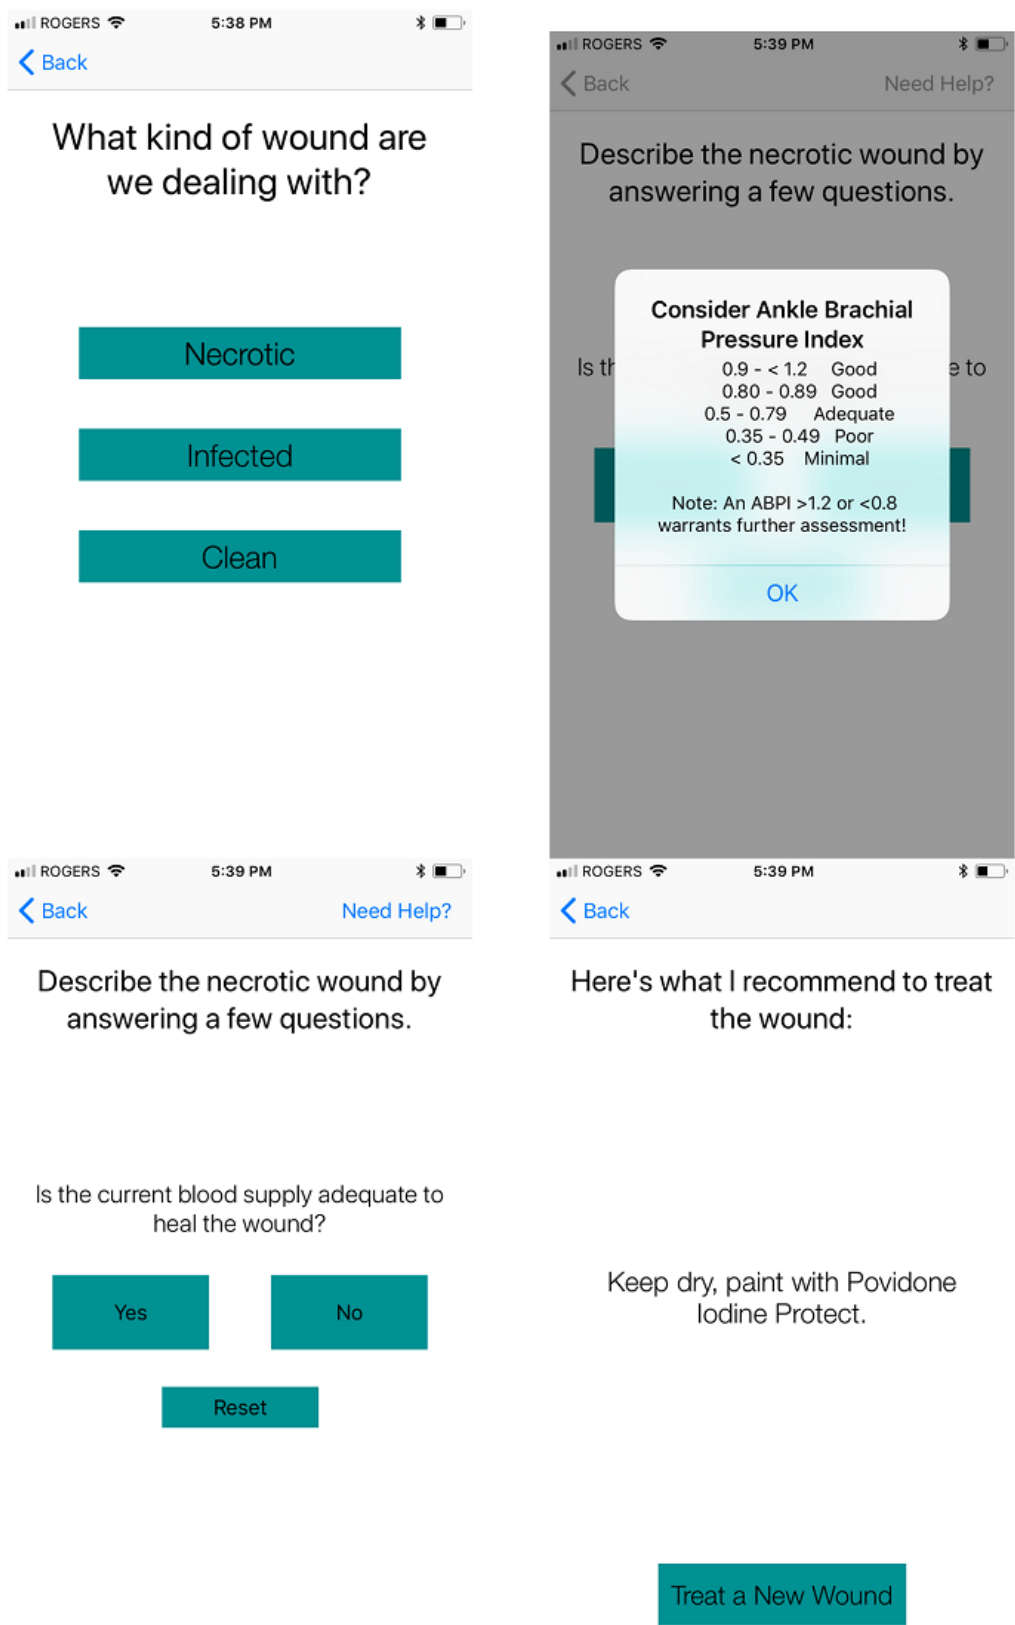 ROGERS 5:38 PM
Back
What kind of wound are
we dealing with?
Necrotic
Infected
Clean
ROGERS 5:39 PM
Back Need Help?
Describe the necrotic wound by
answering a few questions.
Is th e to
Consider Ankle Brachial
Pressure Index
0.9 - < 1.2 Good
0.80 - 0.89 Good
0.5 - 0.79 Adequate
0.35 - 0.49 Poor
< 0.35 Minimal
Note: An ABPI >1.2 or <0.8
warrants further assessment!
OK
ROGERS 5:39 PM
Back Need Help?
Describe the necrotic wound by
answering a few questions.
Is the current blood supply adequate to
heal the wound?
Yes No
Reset
ROGERS 5:39 PM
Back
Here's what I recommend to treat
the wound:
Keep dry, paint with Povidone
Iodine Protect.
Treat a New Wound